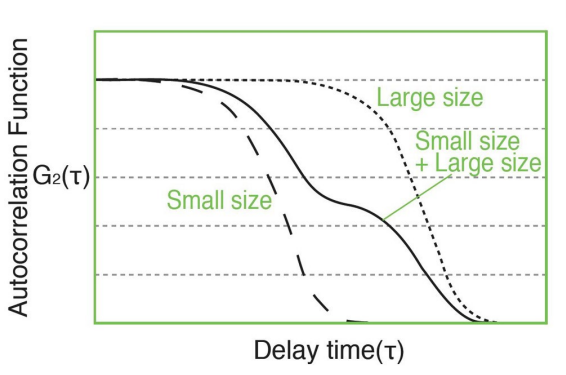 Autocorrelation Function
G₂(τ)
Large size
Small size
+ Large size
Small size
Delay time(τ)